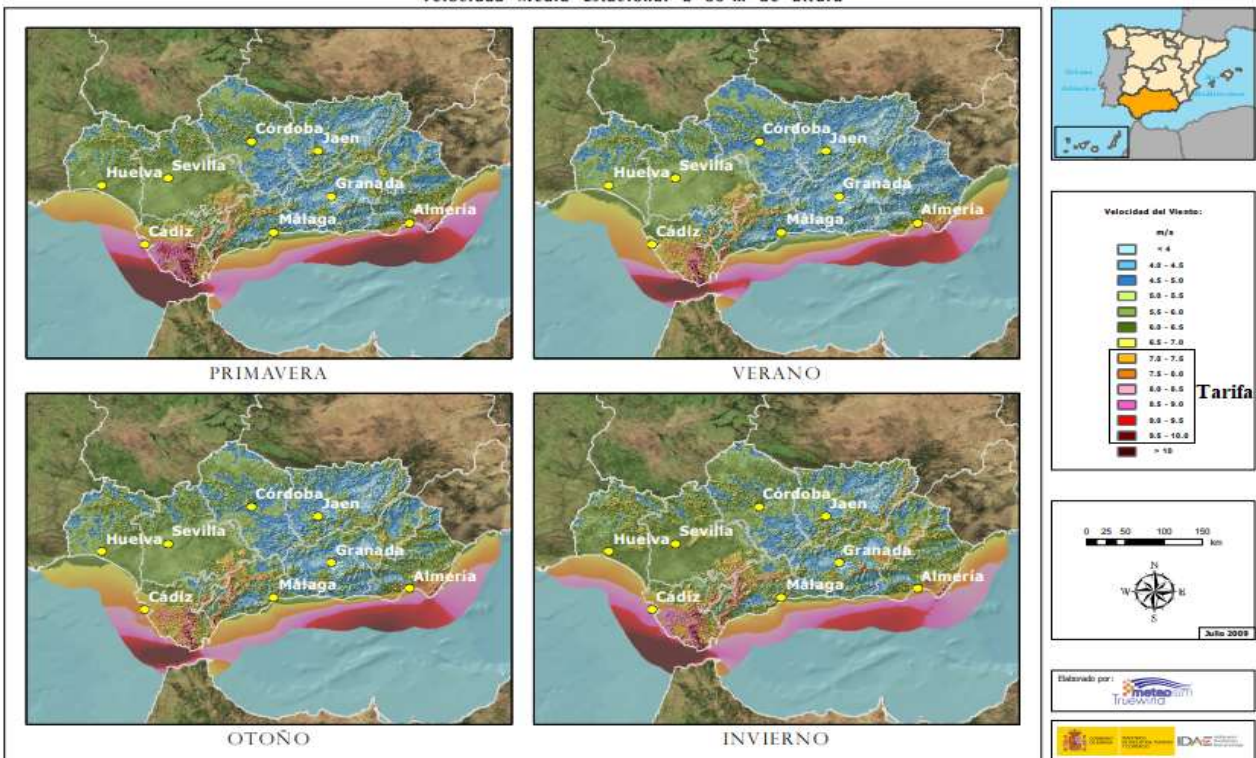 PRIMAVERA
Córdoba
Jaen
Huelva
Sevilla
Granada
Málaga
Almería
Cádiz
VERANO
Córdoba
Jaen
Huelva
Sevilla
Granada
Málaga
Almería
Cádiz
OTOÑO
Córdoba
Jaen
Huelva
Sevilla
Granada
Málaga
Almería
Cádiz
INVIERNO
Córdoba
Jaen
Huelva
Sevilla
Granada
Málaga
Almería
Cádiz
Velocidad del Viento:
m/s
< 4
4.0 - 4.5
4.5 - 5.0
5.0 - 5.5
5.5 - 6.0
6.0 - 6.5
6.5 - 7.0
7.0 - 7.5
7.5 - 8.0
8.0 - 8.5
8.5 - 9.0
9.0 - 9.5
9.5 - 10.0
> 10
Tarifa
0 25 50 100 150
km
N
W E
S
Julio 2009
Elaborado por:
meteosim
Truewind
GOBIERNO DE ESPAÑA
IDAE